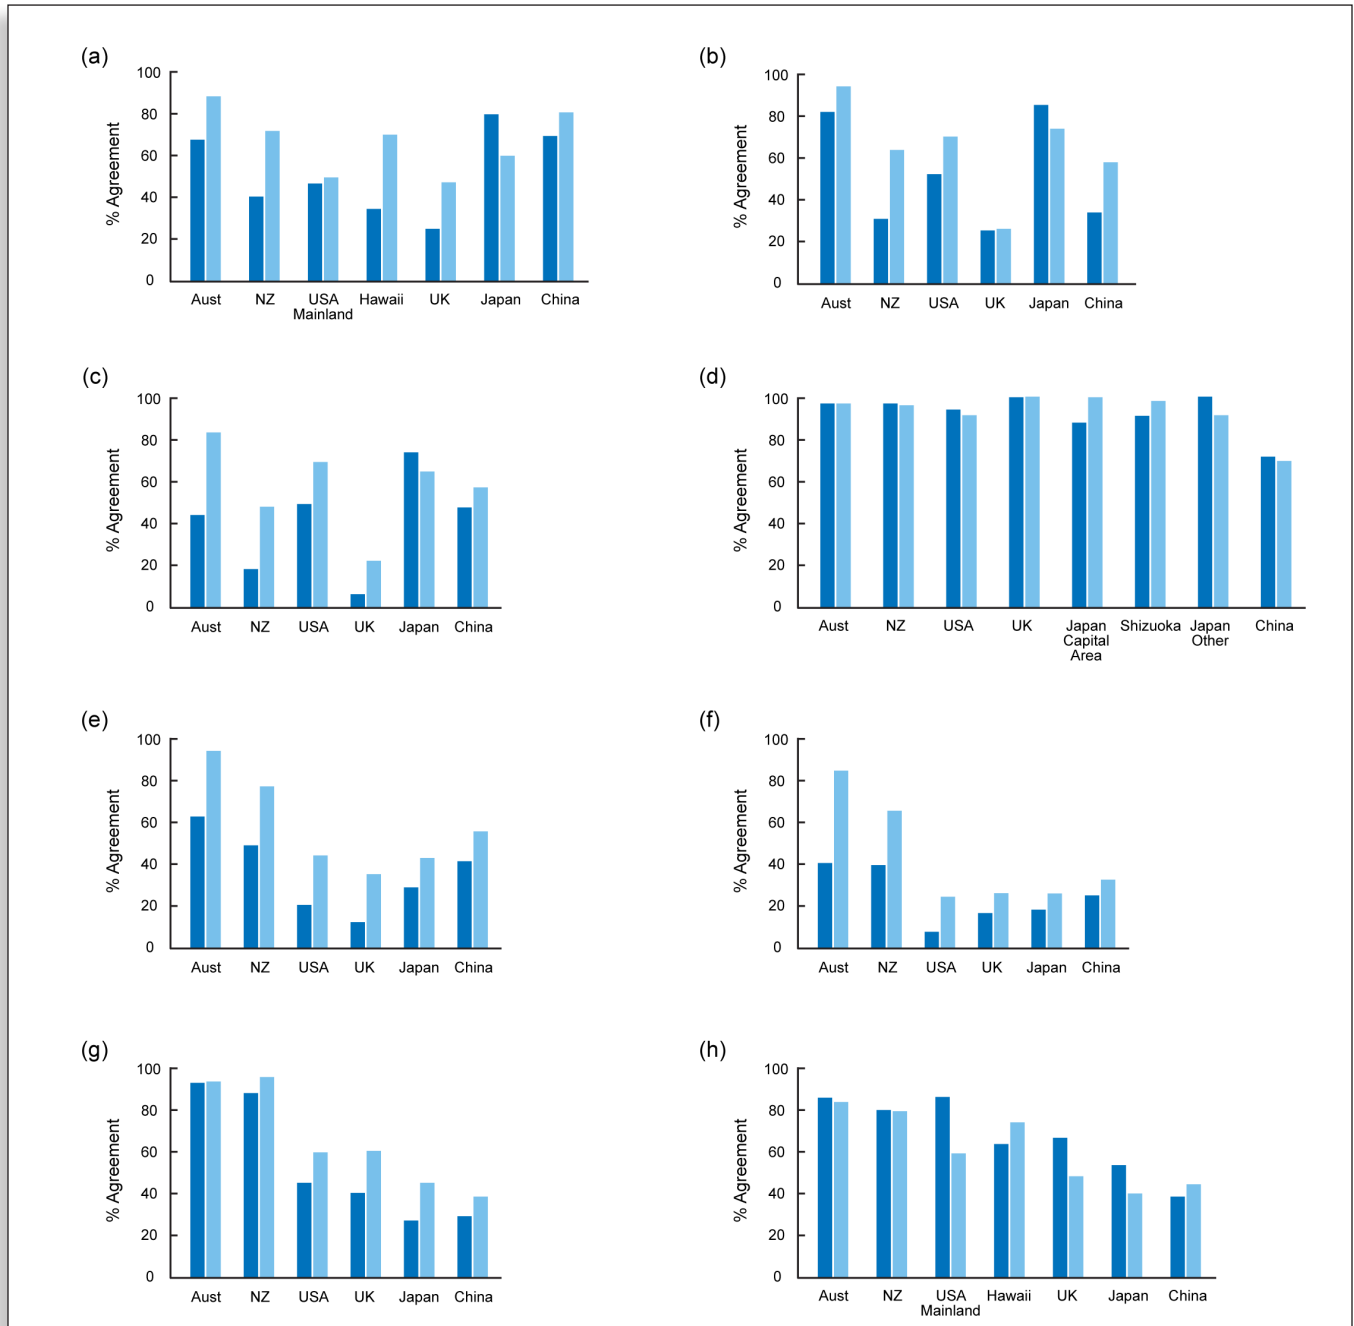 (a)
% Agreement
100
80
60
40
20
0
Aust NZ USA Mainland Hawaii UK Japan China
(b)
% Agreement
100
80
60
40
20
0
Aust NZ USA UK Japan China
(c)
% Agreement
100
80
60
40
20
0
Aust NZ USA UK Japan China
(d)
% Agreement
100
80
60
40
20
0
Aust NZ USA UK Japan Capital Area Shizuoka Japan Other China
(e)
% Agreement
100
80
60
40
20
0
Aust NZ USA UK Japan China
(f)
% Agreement
100
80
60
40
20
0
Aust NZ USA UK Japan China
(g)
% Agreement
100
80
60
40
20
0
Aust NZ USA UK Japan China
(h)
% Agreement
100
80
60
40
20
0
Aust NZ USA Mainland Hawaii UK Japan China